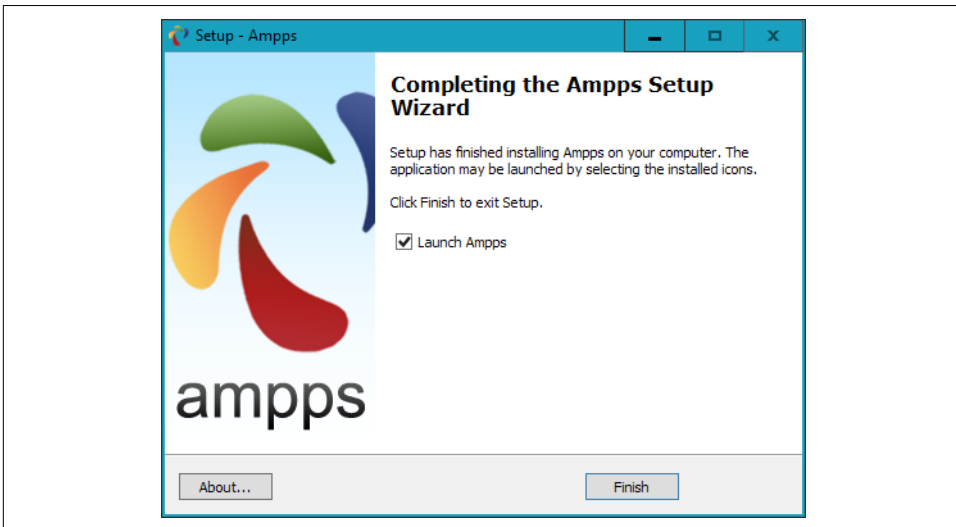 Setup - Ampps
Completing the Ampps Setup
Wizard
Setup has finished installing Ampps on your computer. The
application may be launched by selecting the installed icons.
Click Finish to exit Setup.
Launch Ampps
ampps
About...
Finish